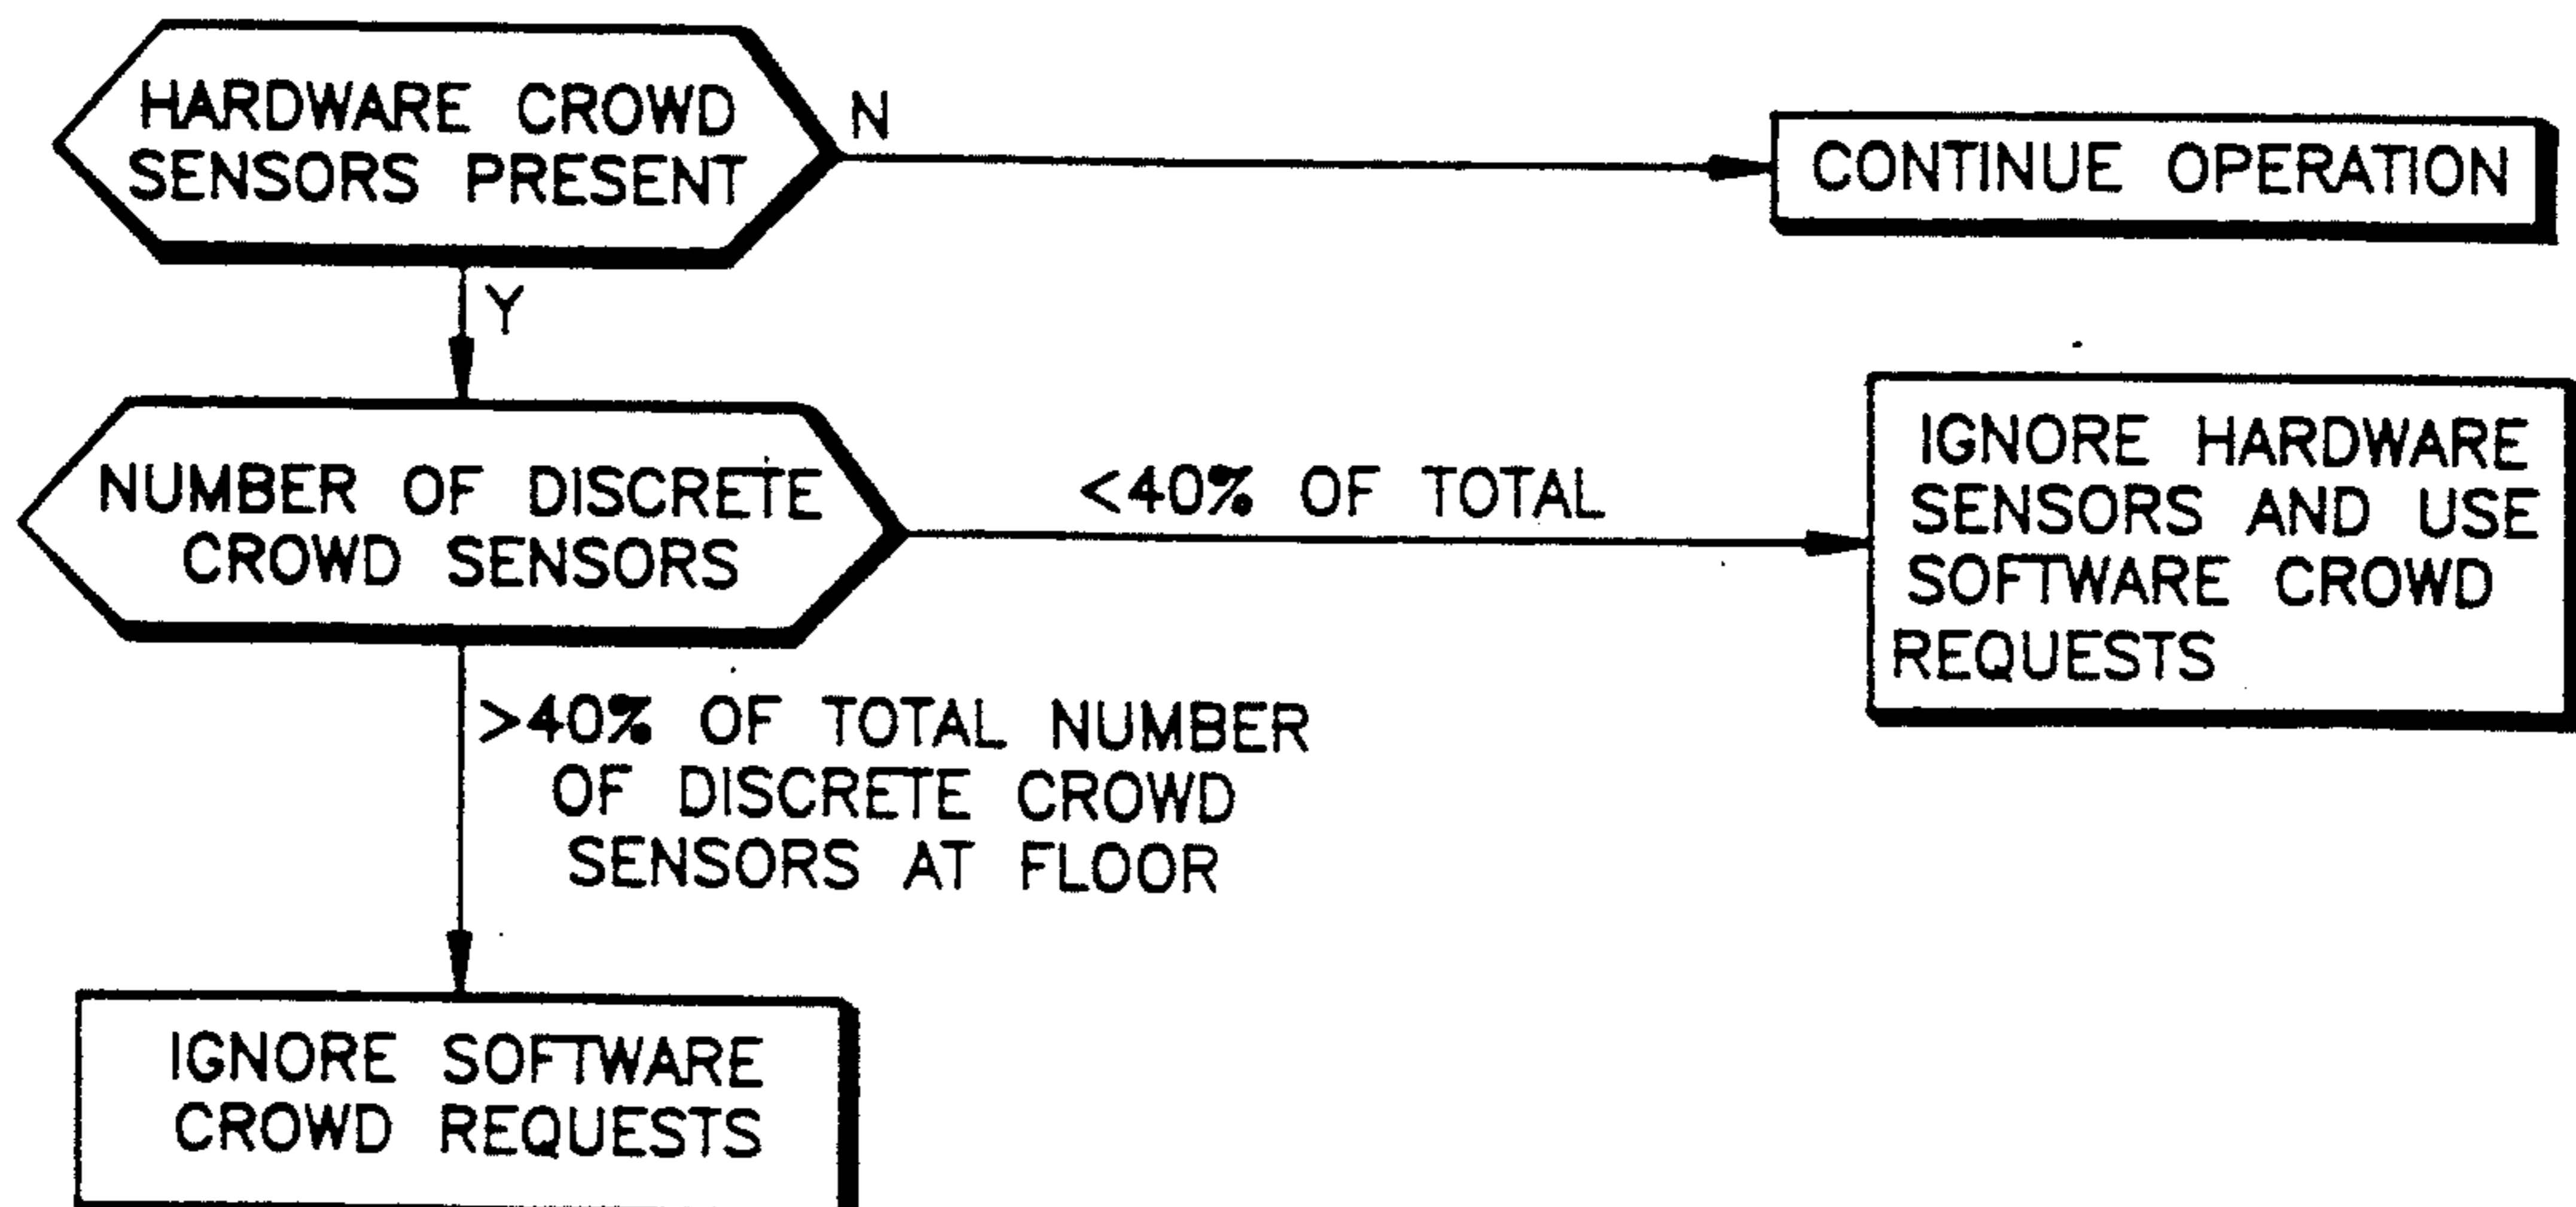 HARDWARE CROWD
SENSORS PRESENT
N
CONTINUE OPERATION
Y
NUMBER OF DISCRETE
CROWD SENSORS
<40% OF TOTAL
IGNORE HARDWARE
SENSORS AND USE
SOFTWARE CROWD
REQUESTS
>40% OF TOTAL NUMBER
OF DISCRETE CROWD
SENSORS AT FLOOR
IGNORE SOFTWARE
CROWD REQUESTS